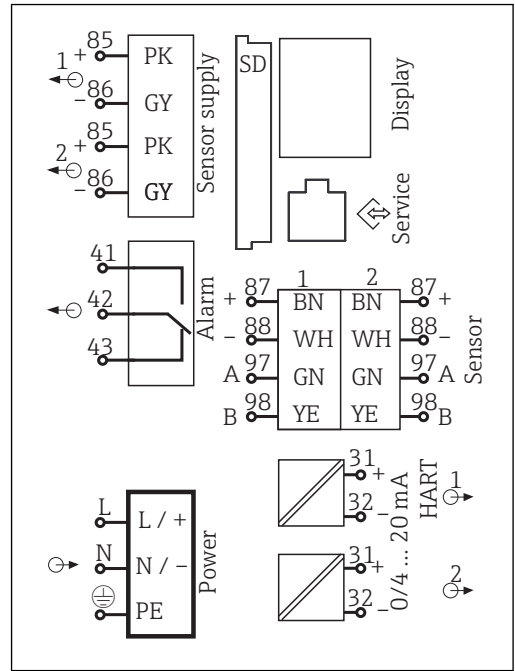 85
1 + PK
86
- GY
85
2 + PK
86
- GY
Sensor supply
SD
Display
Service
41
42
43
Alarm
1 2
+ 87 BN BN 87 +
- 88 WH WH 88 -
A 97 GN GN 97 A
B 98 YE YE 98 B
Sensor
L L / +
N N / -
PE
Power
31 +
32 -
31 +
32 -
0/4 ... 20 mA
HART
1
2